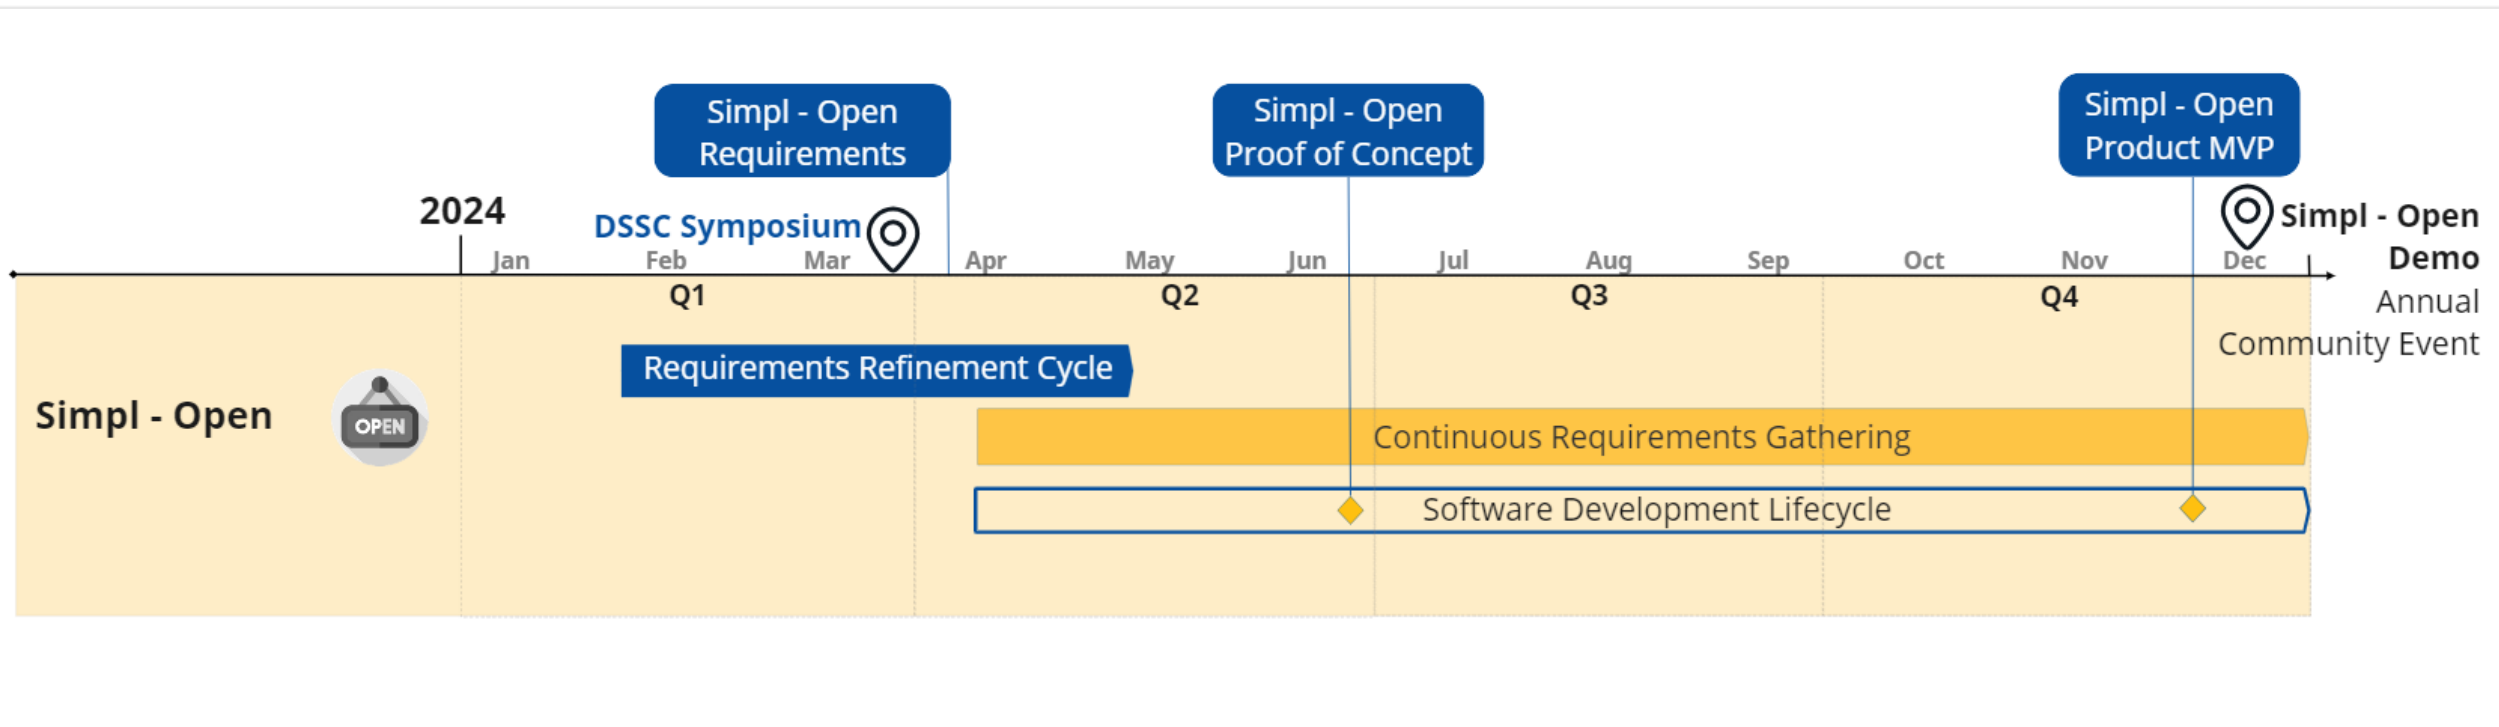 Simpl - Open
Requirements
Simpl - Open
Proof of Concept
Simpl - Open
Product MVP
2024
DSSC Symposium
Simpl - Open
Demo
Annual
Community Event
Jan Feb Mar Apr May Jun Jul Aug Sep Oct Nov Dec
Q1 Q2 Q3 Q4
Requirements Refinement Cycle
Simpl - Open
OPEN
Continuous Requirements Gathering
Software Development Lifecycle